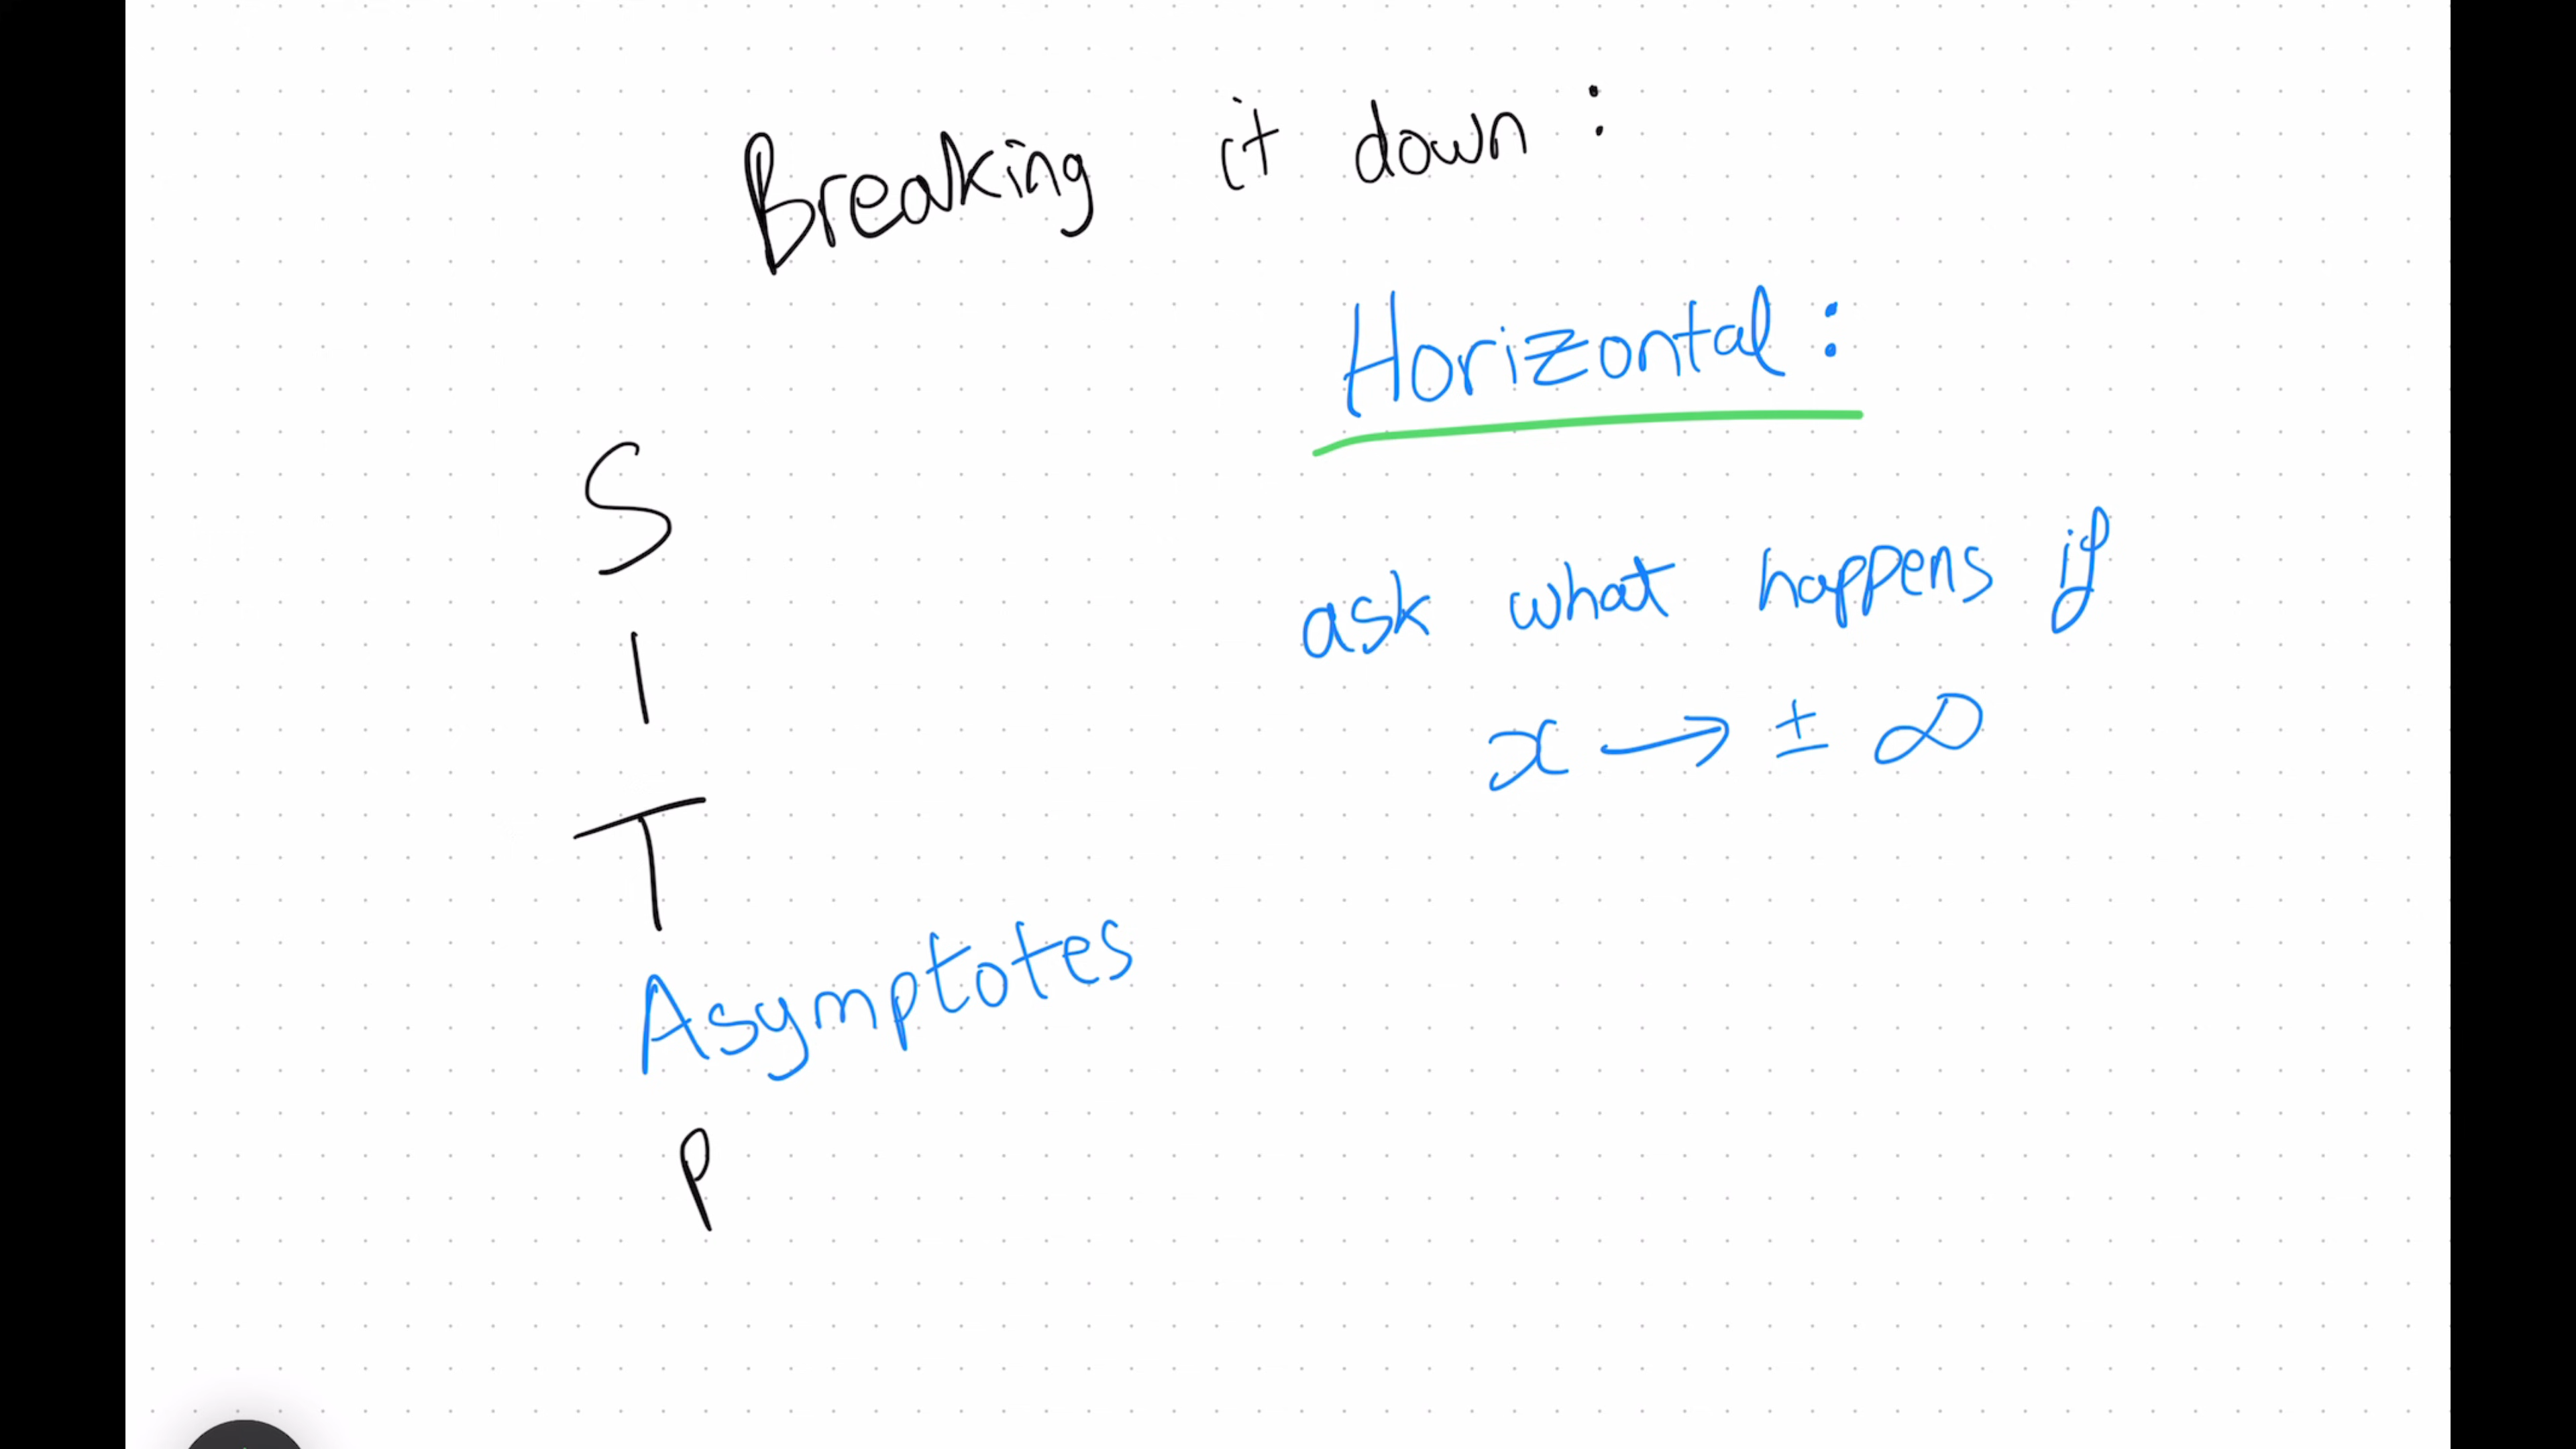 Breaking it down :
Horizontal :
S
ask what happens if
I
x → ± ∞
T
Asymptotes
P